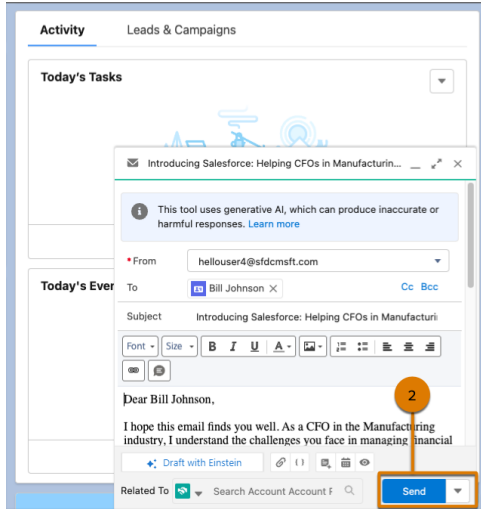 Activity
Leads & Campaigns
Today's Tasks
Introducing Salesforce: Helping CFOs in Manufacturin...
This tool uses generative AI, which can produce inaccurate or
harmful responses. Learn more
*From
hellouser4@sfdcmsft.com
Today's Ever
To
Bill Johnson
Cc Bcc
Subject
Introducing Salesforce: Helping CFOs in Manufacturi
Font
Size
B I U A
Dear Bill Johnson,
2
I hope this email finds you well. As a CFO in the Manufacturing
industry, I understand the challenges you face in managing financial
Draft with Einstein
Related To
Search Account Account F
Send